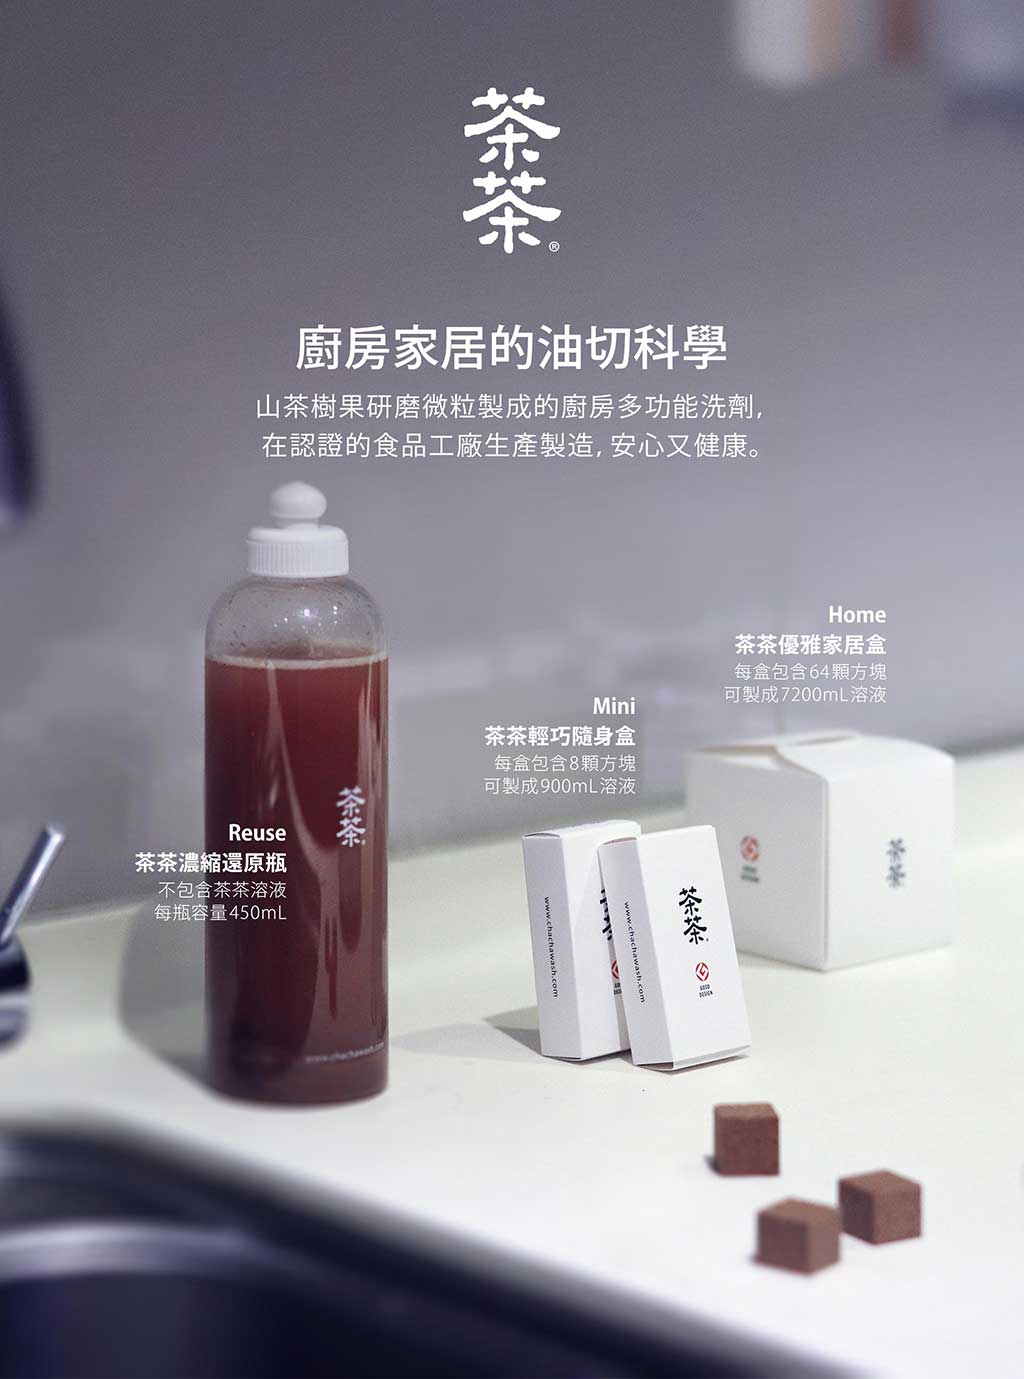 茶茶®
廚房家居的油切科學
山茶樹果研磨微粒製成的廚房多功能洗劑,
在認證的食品工廠生產製造, 安心又健康。
Home
茶茶優雅家居盒
每盒包含64顆方塊
可製成7200mL溶液
Mini
茶茶輕巧隨身盒
每盒包含8顆方塊
可製成900mL溶液
Reuse
茶茶濃縮還原瓶
不包含茶茶溶液
每瓶容量450mL
茶茶
www.chachawash.com
www.chachawash.com
www.chachawash.com
茶茶
GOOD
DESIGN
茶茶